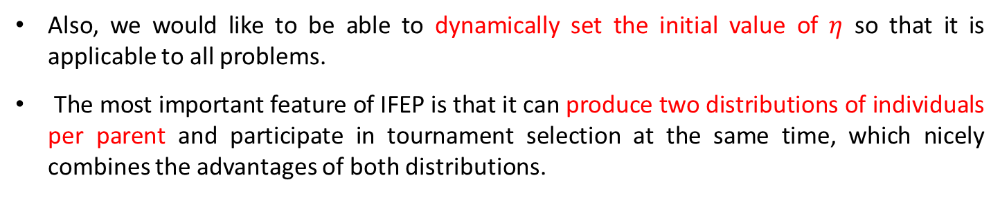 • Also, we would like to be able to dynamically set the initial value of η so that it is
applicable to all problems.
• The most important feature of IFEP is that it can produce two distributions of individuals
per parent and participate in tournament selection at the same time, which nicely
combines the advantages of both distributions.